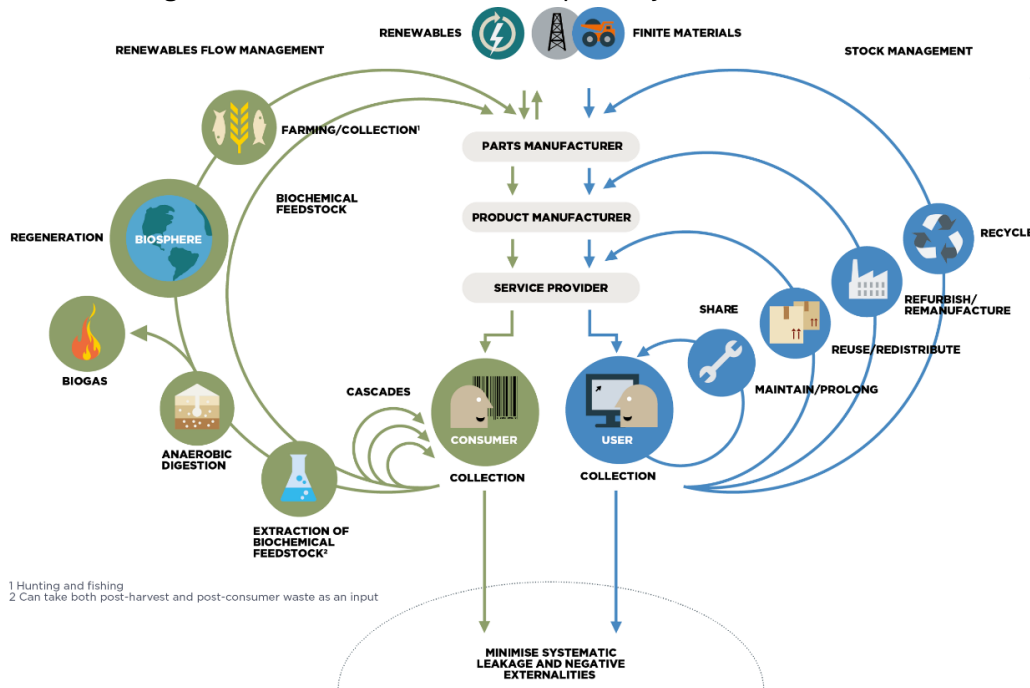 RENEWABLES
FINITE MATERIALS
RENEWABLES FLOW MANAGEMENT
STOCK MANAGEMENT
FARMING/COLLECTION¹
PARTS MANUFACTURER
BIOCHEMICAL
FEEDSTOCK
PRODUCT MANUFACTURER
REGENERATION
BIOSPHERE
RECYCLE
SERVICE PROVIDER
SHARE
REFURBISH/
REMANUFACTURE
REUSE/REDISTRIBUTE
BIOGAS
CASCADES
MAINTAIN/PROLONG
CONSUMER
USER
ANAEROBIC
DIGESTION
COLLECTION
COLLECTION
EXTRACTION OF
BIOCHEMICAL
FEEDSTOCK²
1 Hunting and fishing
2 Can take both post-harvest and post-consumer waste as an input
MINIMISE SYSTEMATIC
LEAKAGE AND NEGATIVE
EXTERNALITIES